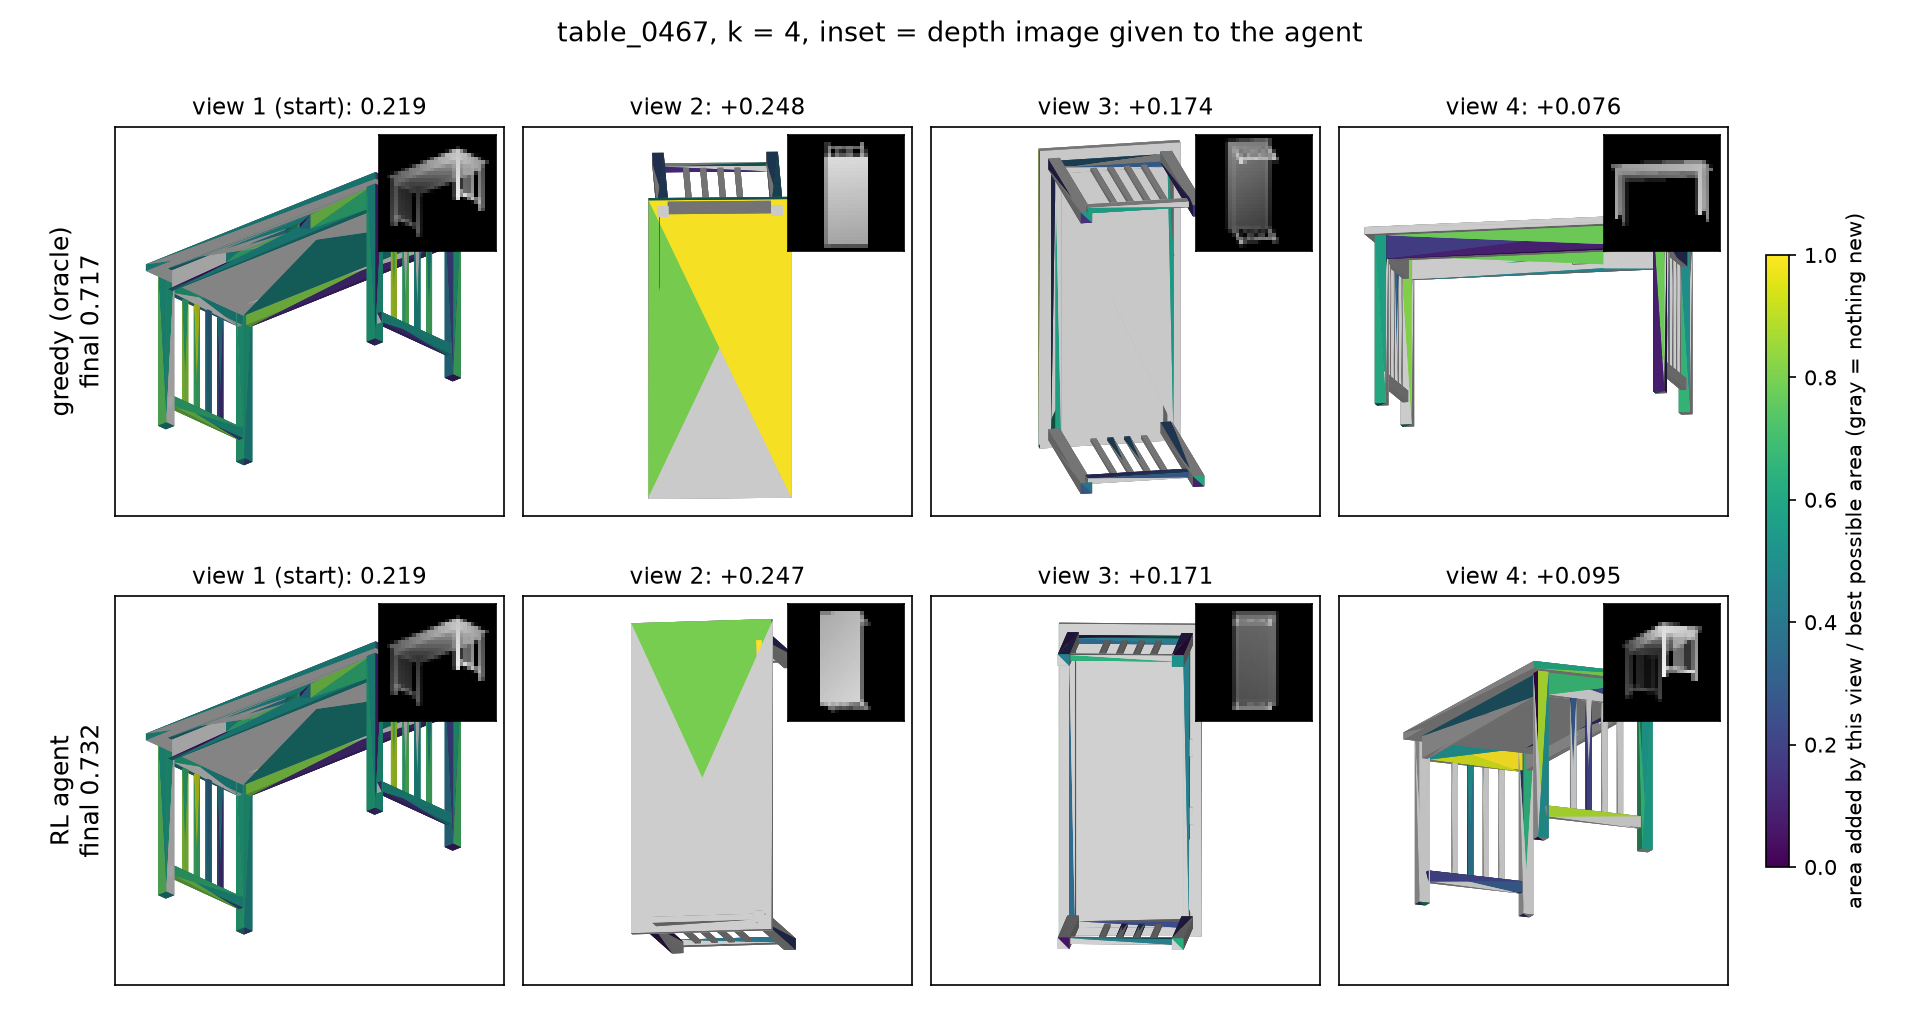 table_0467, k = 4, inset = depth image given to the agent
view 1 (start): 0.219
view 2: +0.248
view 3: +0.174
view 4: +0.076
greedy (oracle)
final 0.717
view 1 (start): 0.219
view 2: +0.247
view 3: +0.171
view 4: +0.095
RL agent
final 0.732
1.0
0.8
0.6
0.4
0.2
0.0
area added by this view / best possible area (gray = nothing new)